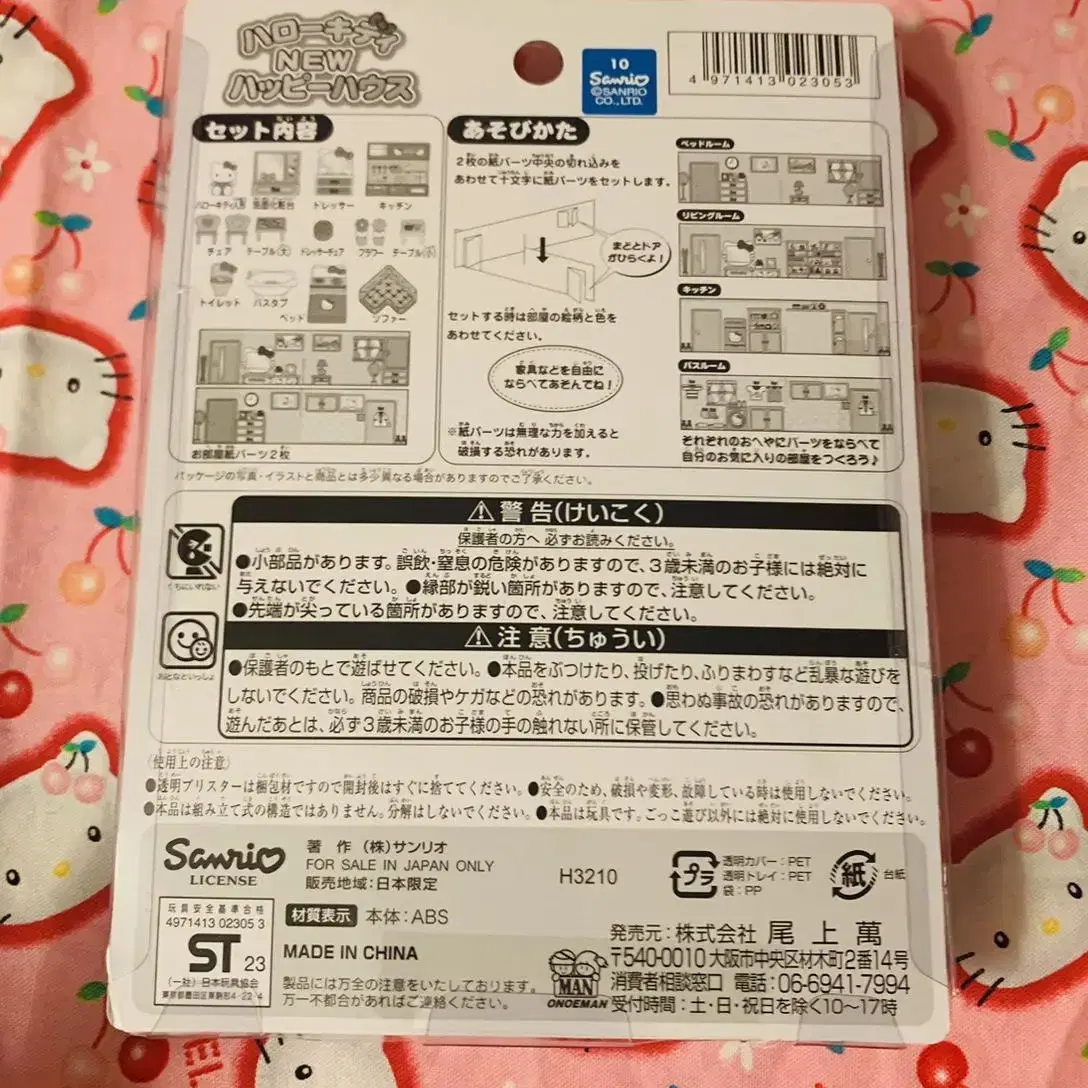 ハローキティ
NEW
ハッピーハウス
10
Sanrio
©SANRIO
CO., LTD.
4 971413 023053
セット内容
ハローキティ人形 仮面化粧台 ドレッサー キッチン
チェア テーブル(大) ドレッサーチェア フラワー テーブル(小)
トイレット バスタブ
ベッド ソファー
お部屋紙パーツ2枚
あそびかた
2枚の紙パーツ中央の切れ込みを
あわせて十文字に紙パーツをセットします。
まどとドア
がひらくよ!
セットする時は部屋の絵柄と色を
あわせてください。
家具などを自由に
ならべてあそんでね!
※紙パーツは無理な力を加えると
破損する恐れがあります。
ベッドルーム
リビングルーム
キッチン
バスルーム
それぞれのおへやにパーツをならべて
自分のお気に入りの部屋をつくろう♪
パッケージの写真・イラストと商品とは多少異なる場合がありますのでご了承ください。
⚠警告(けいこく)
保護者の方へ 必ずお読みください。
●小部品があります。誤飲・窒息の危険がありますので、3歳未満のお子様には絶対に
与えないでください。●縁部が鋭い箇所がありますので、注意してください。
●先端が尖っている箇所がありますので、注意してください。
くちにいれない
⚠注意(ちゅうい)
●保護者のもとで遊ばせてください。●本品をぶつけたり、投げたり、ふりまわすなど乱暴な遊びを
しないでください。商品の破損やケガなどの恐れがあります。●思わぬ事故の恐れがありますので、
遊んだあとは、必ず3歳未満のお子様の手の触れない所に保管してください。
おとなといっしょ
〈使用上の注意〉
●透明ブリスターは梱包材ですので開封後はすぐに捨ててください。●安全のため、破損や変形、故障している時は使用しないでください。
●本品は組み立て式の構造ではありません。分解はしないでください。●本品は玩具です。ごっこ遊び以外には絶対に使用しないでください。
Sanrio
LICENSE
著 作 (株)サンリオ
FOR SALE IN JAPAN ONLY
販売地域:日本限定
H3210
プラ
透明カバー:PET
透明トレイ:PET
袋:PP
紙 台紙
玩具安全基準合格
4971413 02305 3
ST 23
(一社)日本玩具協会
東京都墨田区東駒形4-22-4
材質表示 本体:ABS
MADE IN CHINA
製品には万全の注意をいたしております。
万一不都合があればご連絡ください。
MAN
ONOEMAN
発売元:株式会社 尾上萬
〒540-0010 大阪市中央区材木町2番14号
消費者相談窓口 電話:06-6941-7994
受付時間:土・日・祝日を除く10〜17時